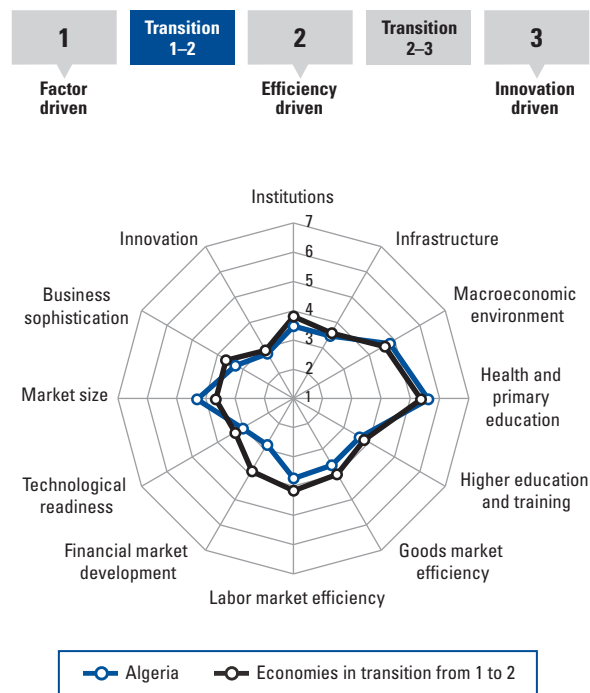 1
Transition
1–2
2
Transition
2–3
3
Factor
driven
Efficiency
driven
Innovation
driven
Institutions
Innovation
Infrastructure
Business
sophistication
Macroeconomic
environment
Market size
Health and
primary
education
Technological
readiness
Higher education
and training
Financial market
development
Goods market
efficiency
Labor market efficiency
7
6
5
4
3
2
1
Algeria
Economies in transition from 1 to 2